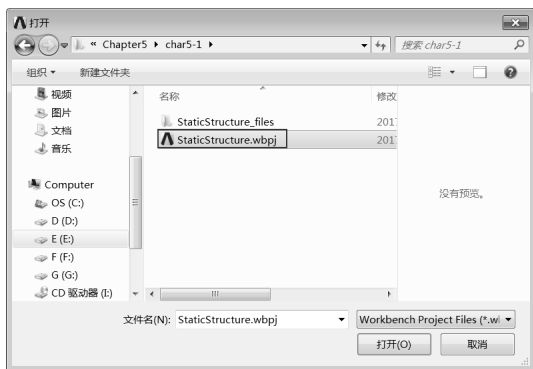 打开
« Chapter5 char5-1
搜索 char5-1
组织 新建文件夹
视频
图片
文档
音乐
Computer
OS (C:)
D (D:)
E (E:)
F (F:)
G (G:)
CD 驱动器 (I:)
名称 修改
StaticStructure_files 201
StaticStructure.wbpj 201
没有预览。
文件名(N): StaticStructure.wbpj Workbench Project Files (*.w
打开(O) 取消